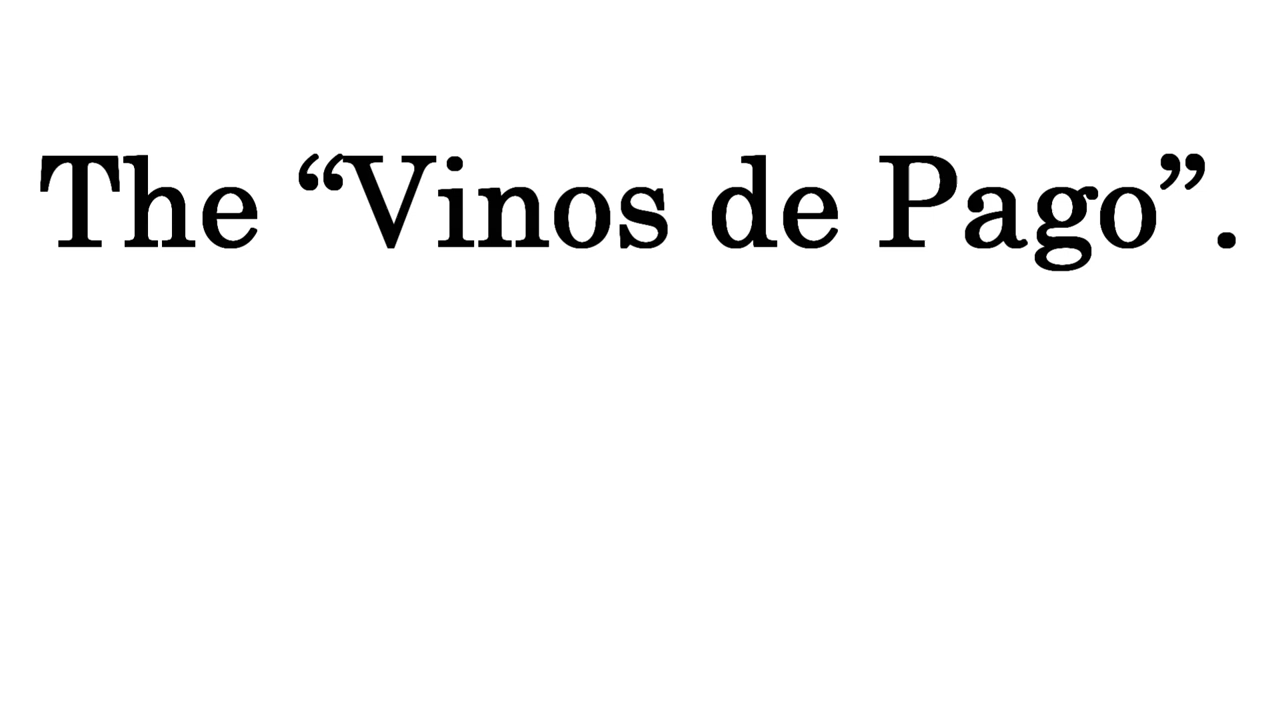 The “Vinos de Pago”.